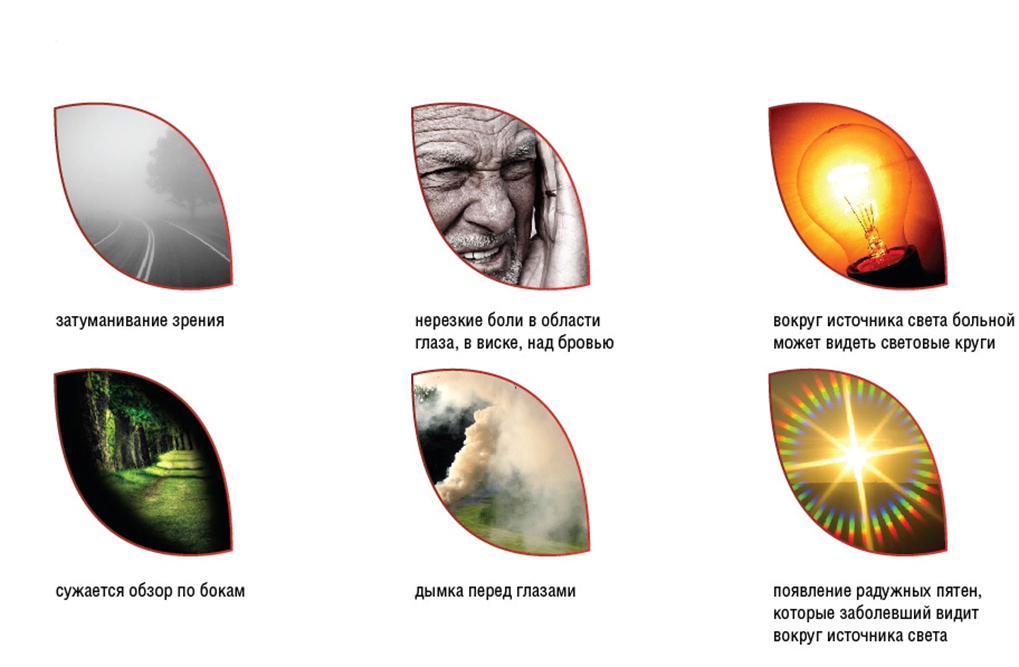 затуманивание зрения
нерезкие боли в области
глаза, в виске, над бровью
вокруг источника света больной
может видеть световые круги
сужается обзор по бокам
дымка перед глазами
появление радужных пятен,
которые заболевший видит
вокруг источника света